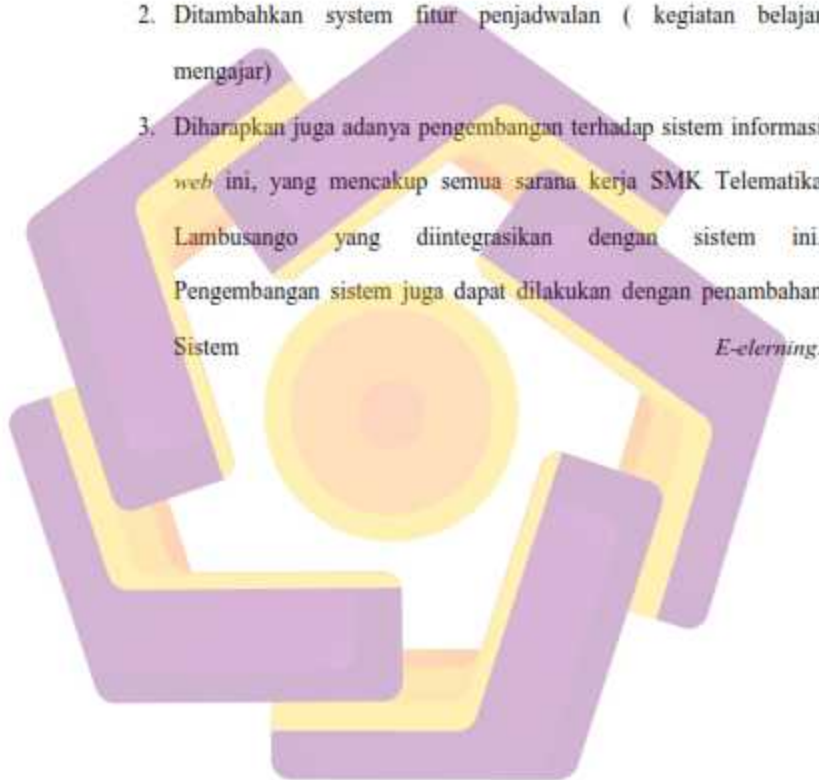 2. Ditambahkan system fitur penjadwalan ( kegiatan belajar
mengajar)
3. Diharapkan juga adanya pengembangan terhadap sistem informasi
web ini, yang mencakup semua sarana kerja SMK Telematika
Lambusango yang diintegrasikan dengan sistem ini.
Pengembangan sistem juga dapat dilakukan dengan penambahan
Sistem E-elerning.